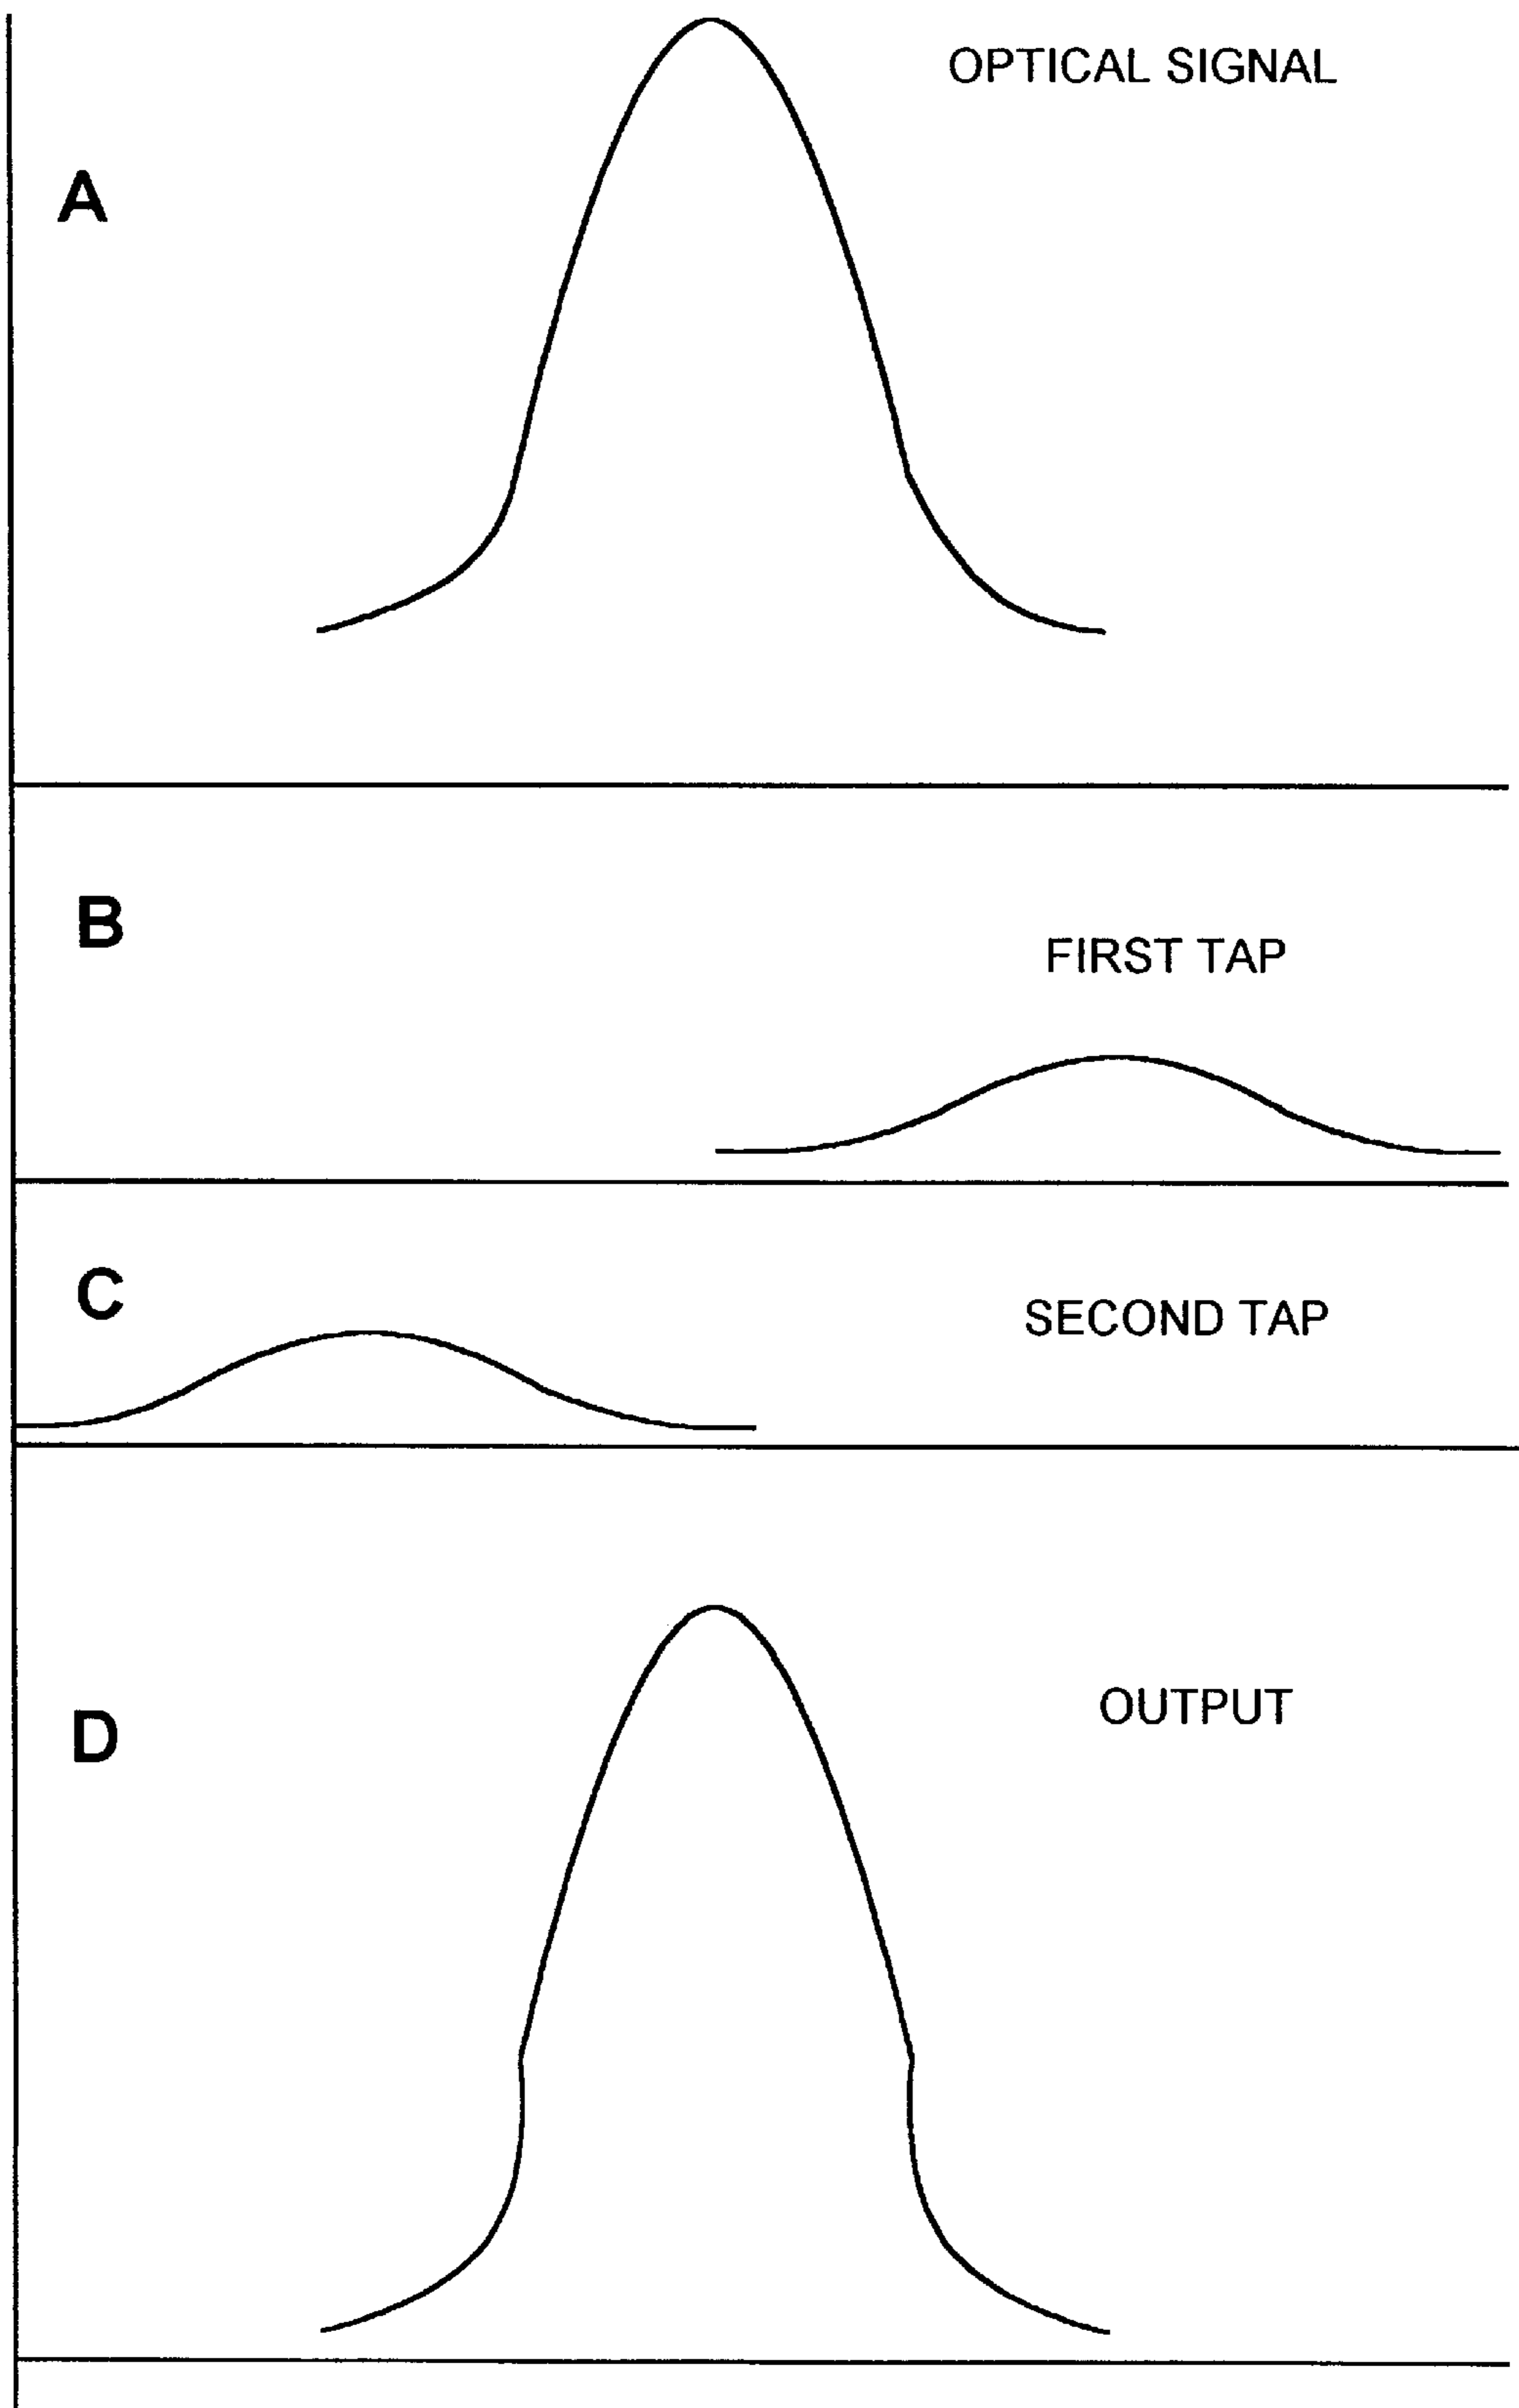 OPTICAL SIGNAL
A
B
FIRST TAP
C
SECOND TAP
OUTPUT
D